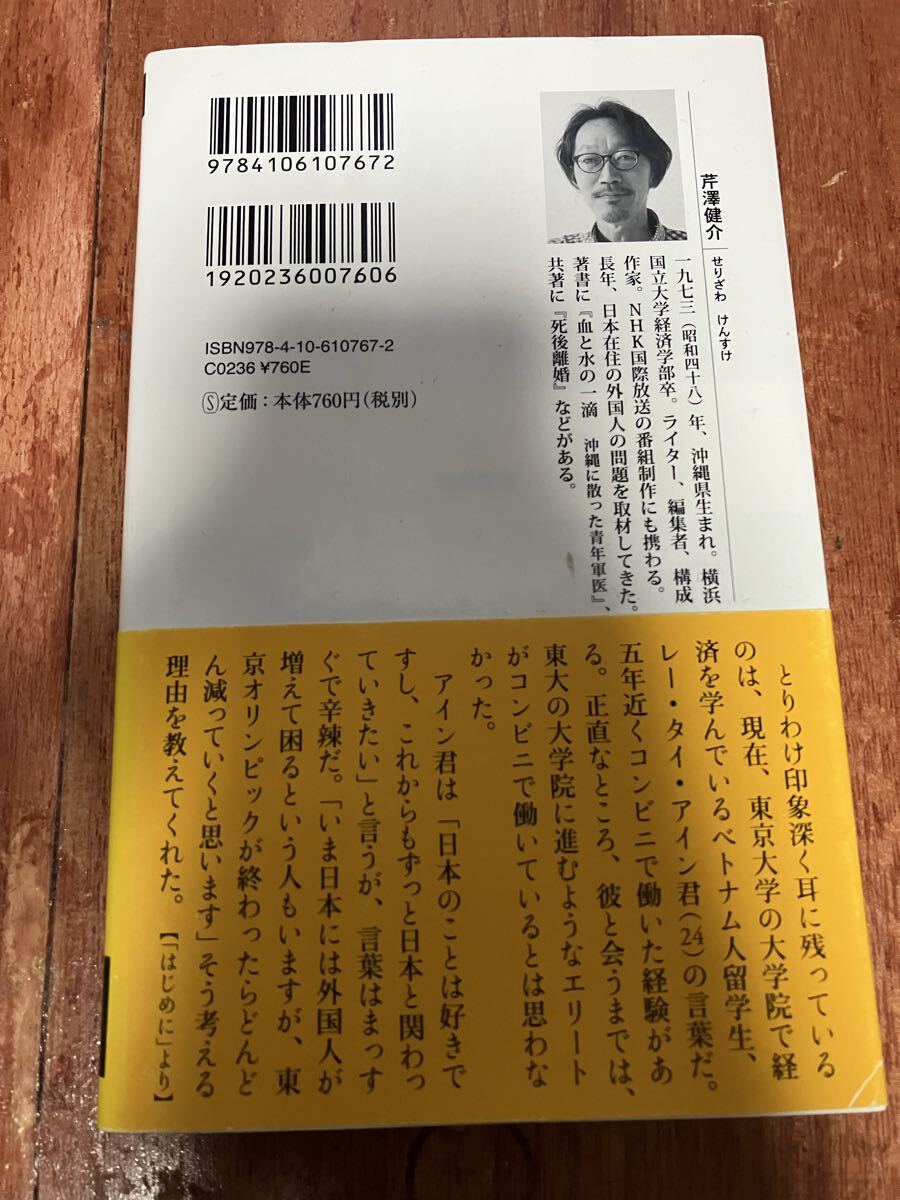 9784106107672
1920236007606
ISBN978-4-10-610767-2
C0236 ¥760E
Ⓢ定価：本体760円（税別）
芹澤健介
せりざわ けんすけ
一九七三（昭和四十八）年、沖縄県生まれ。横浜
国立大学経済学部卒。ライター、編集者、構成
作家。NHK国際放送の番組制作にも携わる。
長年、日本在住の外国人の問題を取材してきた。
著書に『血と水の一滴 沖縄に散った青年軍医』、
共著に『死後離婚』などがある。
とりわけ印象深く耳に残っている
のは、現在、東京大学の大学院で経
済を学んでいるベトナム人留学生、
レー・タイ・アイン君（24）の言葉だ。
五年近くコンビニで働いた経験があ
る。正直なところ、彼と会うまでは、
東大の大学院に進むようなエリート
がコンビニで働いているとは思わな
かった。
アイン君は「日本のことは好きで
すし、これからもずっと日本と関わっ
ていきたい」と言うが、言葉はまっす
ぐで辛辣だ。「いま日本には外国人が
増えて困るという人もいますが、東
京オリンピックが終わったらどんど
ん減っていくと思います」そう考える
理由を教えてくれた。【「はじめに」より】